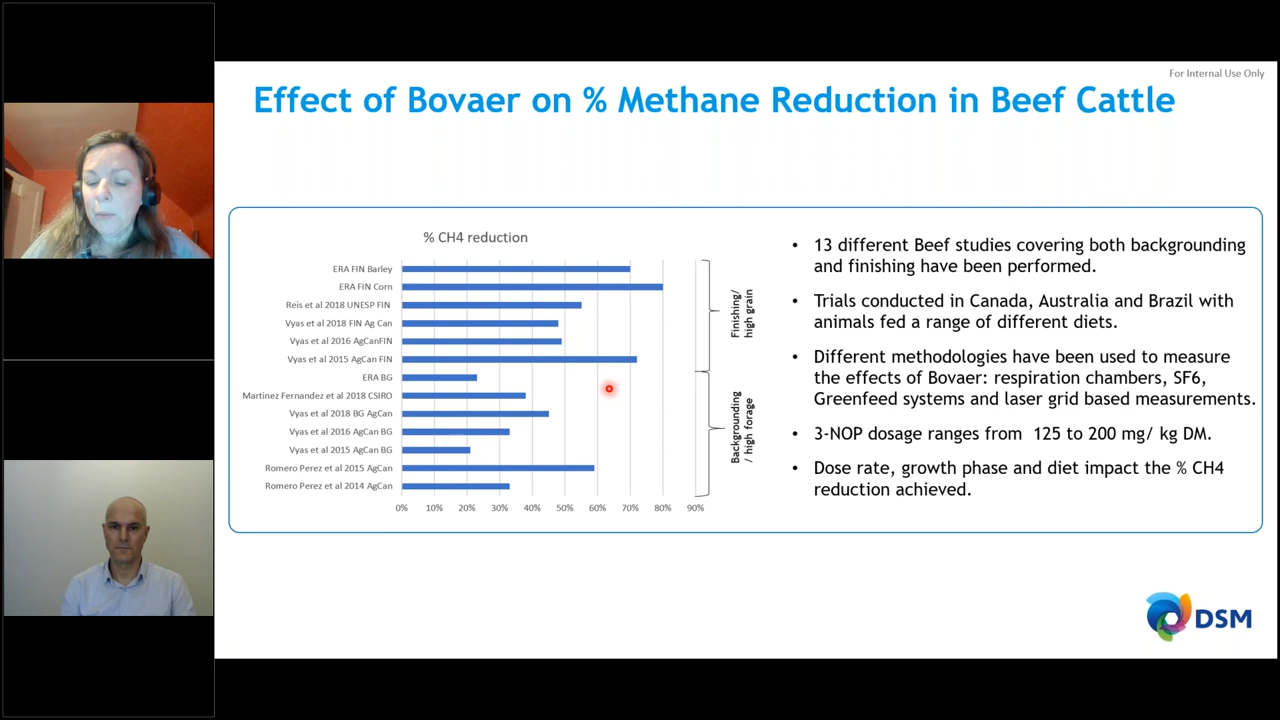 For Internal Use Only
Effect of Bovaer on % Methane Reduction in Beef Cattle
% CH4 reduction
ERA FIN Barley
ERA FIN Corn
Reis et al 2018 UNESP FIN
Vyas et al 2018 FIN Ag Can
Vyas et al 2016 AgCanFIN
Vyas et al 2015 AgCan FIN
ERA BG
Martinez Fernandez et al 2018 CSIRO
Vyas et al 2018 BG AgCan
Vyas et al 2016 AgCan BG
Vyas et al 2015 AgCan BG
Romero Perez et al 2015 AgCan
Romero Perez et al 2014 AgCan
0% 10% 20% 30% 40% 50% 60% 70% 80% 90%
Finishing/
high grain
Backgrounding
/ high forage
• 13 different Beef studies covering both backgrounding
and finishing have been performed.
• Trials conducted in Canada, Australia and Brazil with
animals fed a range of different diets.
• Different methodologies have been used to measure
the effects of Bovaer: respiration chambers, SF6,
Greenfeed systems and laser grid based measurements.
• 3-NOP dosage ranges from 125 to 200 mg/ kg DM.
• Dose rate, growth phase and diet impact the % CH4
reduction achieved.
DSM